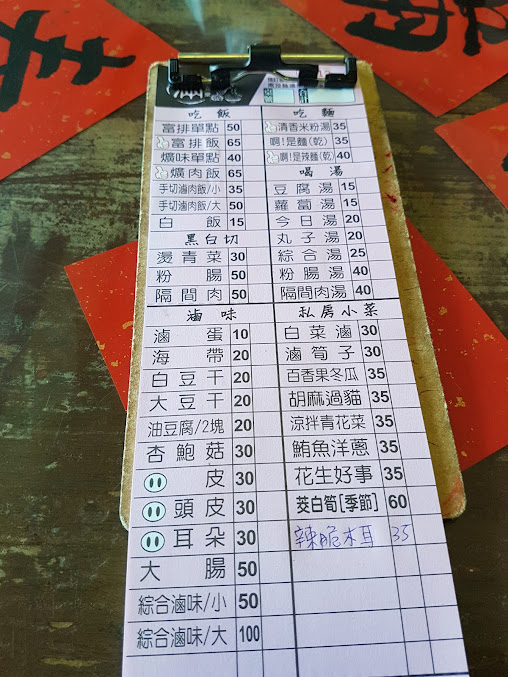 吃飯
富排單點 50
富排飯 65
爌味單點 40
爌肉飯 65
手切滷肉飯/小 35
手切滷肉飯/大 50
白飯 15
黑白切
燙青菜 30
粉腸 50
隔間肉 50
滷味
滷蛋 10
海帶 20
白豆干 20
大豆干 20
油豆腐/2塊 20
杏鮑菇 30
皮 30
頭皮 30
耳朵 30
大腸 50
綜合滷味/小 50
綜合滷味/大 100
吃麵
清香米粉湯 35
啊!是麵(乾) 35
啊!是辣麵(乾) 40
喝湯
豆腐湯 15
蘿蔔湯 15
今日湯 20
丸子湯 20
綜合湯 25
粉腸湯 40
隔間肉湯 40
私房小菜
白菜滷 30
滷筍子 30
百香果冬瓜 35
胡麻過貓 35
涼拌青花菜 35
鮪魚洋蔥 35
花生好事 35
茭白筍[季節] 60
辣脆木耳 35